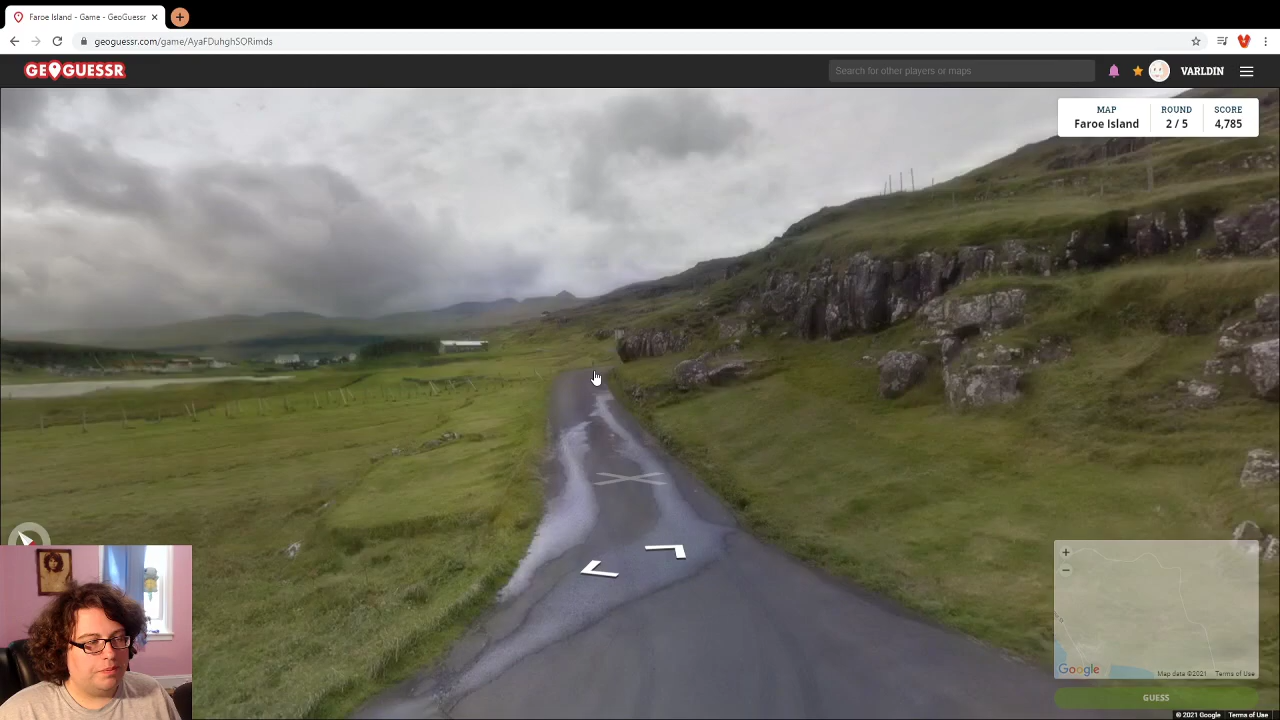 Faroe Island - Game - GeoGuessr
geoguessr.com/game/AyaFDuhghSORimds
GEOGUESSR
Search for other players or maps
VARLDIN
MAP ROUND SCORE
Faroe Island 2 / 5 4,785
Google Map data ©2021 Terms of Use
GUESS
© 2021 Google Terms of Use